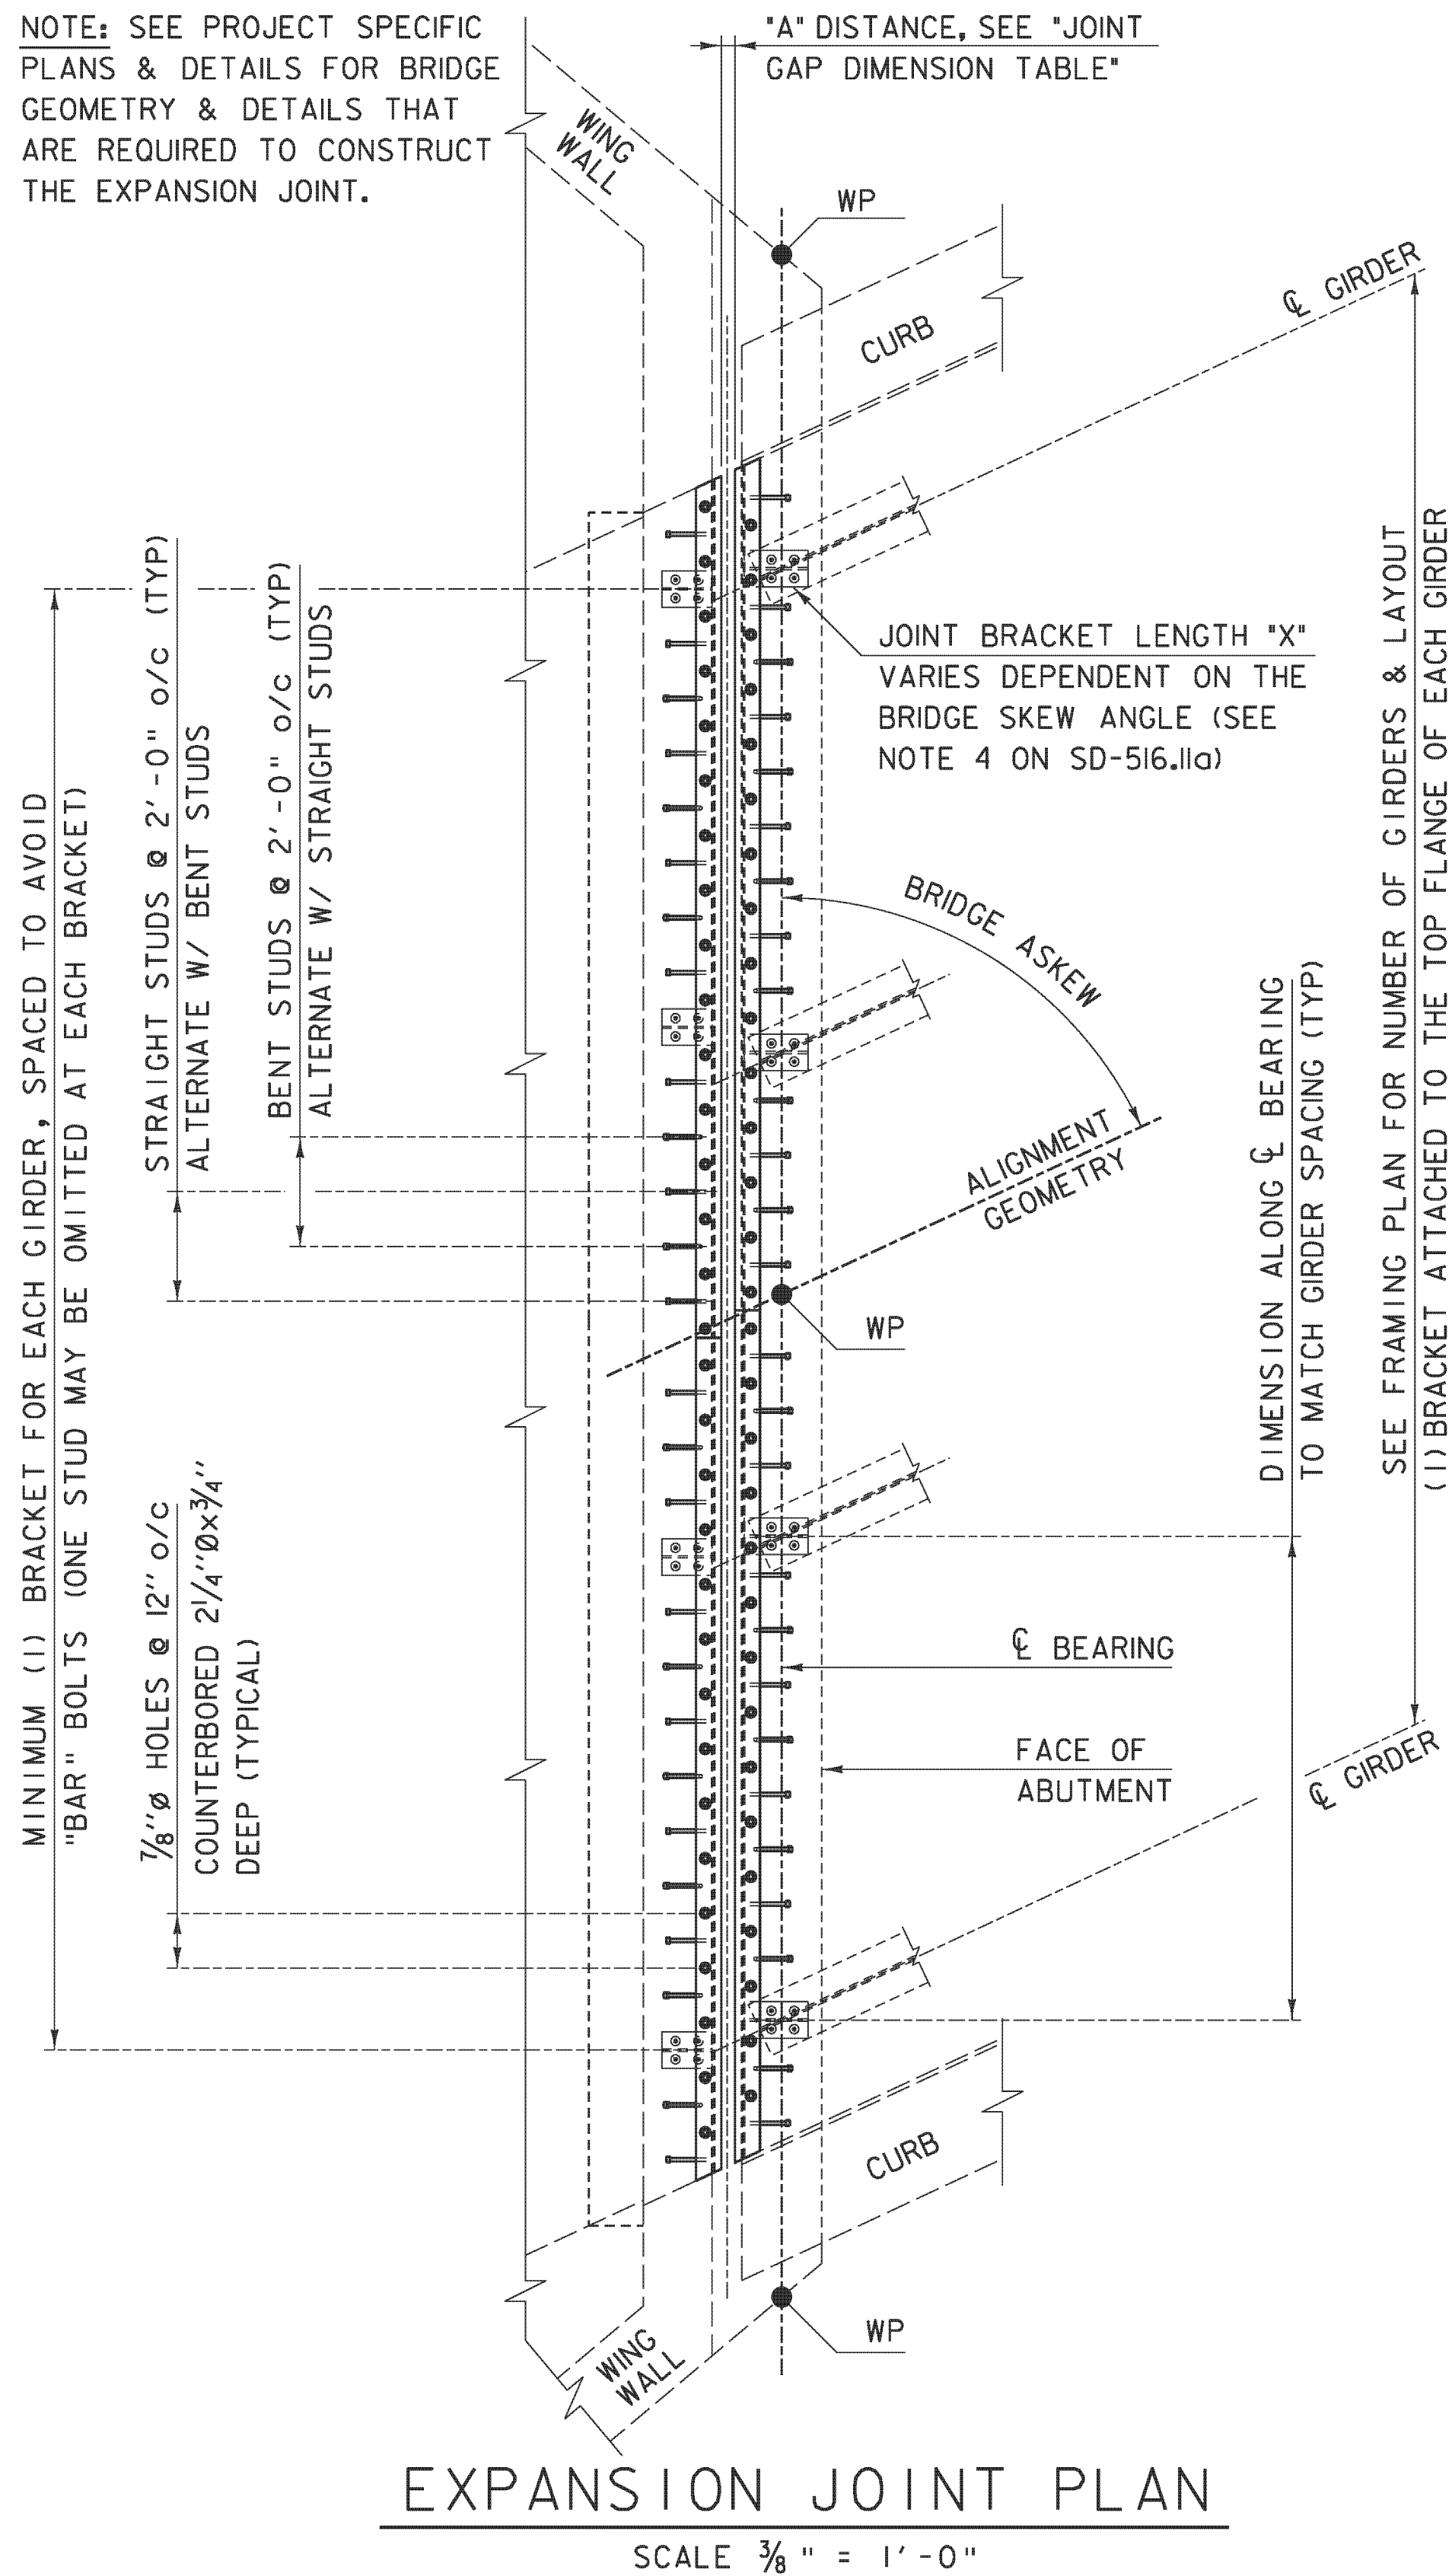 NOTE: SEE PROJECT SPECIFIC
PLANS & DETAILS FOR BRIDGE
GEOMETRY & DETAILS THAT
ARE REQUIRED TO CONSTRUCT
THE EXPANSION JOINT.
"A" DISTANCE, SEE "JOINT
GAP DIMENSION TABLE"
WING
WALL
WP
CURB
℄ GIRDER
JOINT BRACKET LENGTH "X"
VARIES DEPENDENT ON THE
BRIDGE SKEW ANGLE (SEE
NOTE 4 ON SD-516.11a)
MINIMUM (1) BRACKET FOR EACH GIRDER, SPACED TO AVOID
"BAR" BOLTS (ONE STUD MAY BE OMITTED AT EACH BRACKET)
STRAIGHT STUDS @ 2'-0" o/c (TYP)
ALTERNATE W/ BENT STUDS
BENT STUDS @ 2'-0" o/c (TYP)
ALTERNATE W/ STRAIGHT STUDS
7/8"Ø HOLES @ 12" o/c
COUNTERBORED 2 1/4"Øx3/4"
DEEP (TYPICAL)
BRIDGE ASKEW
ALIGNMENT
GEOMETRY
WP
DIMENSION ALONG ℄ BEARING
TO MATCH GIRDER SPACING (TYP)
SEE FRAMING PLAN FOR NUMBER OF GIRDERS & LAYOUT
(1) BRACKET ATTACHED TO THE TOP FLANGE OF EACH GIRDER
℄ BEARING
FACE OF
ABUTMENT
℄ GIRDER
CURB
WP
WING
WALL
EXPANSION JOINT PLAN
SCALE 3/8" = 1'-0"